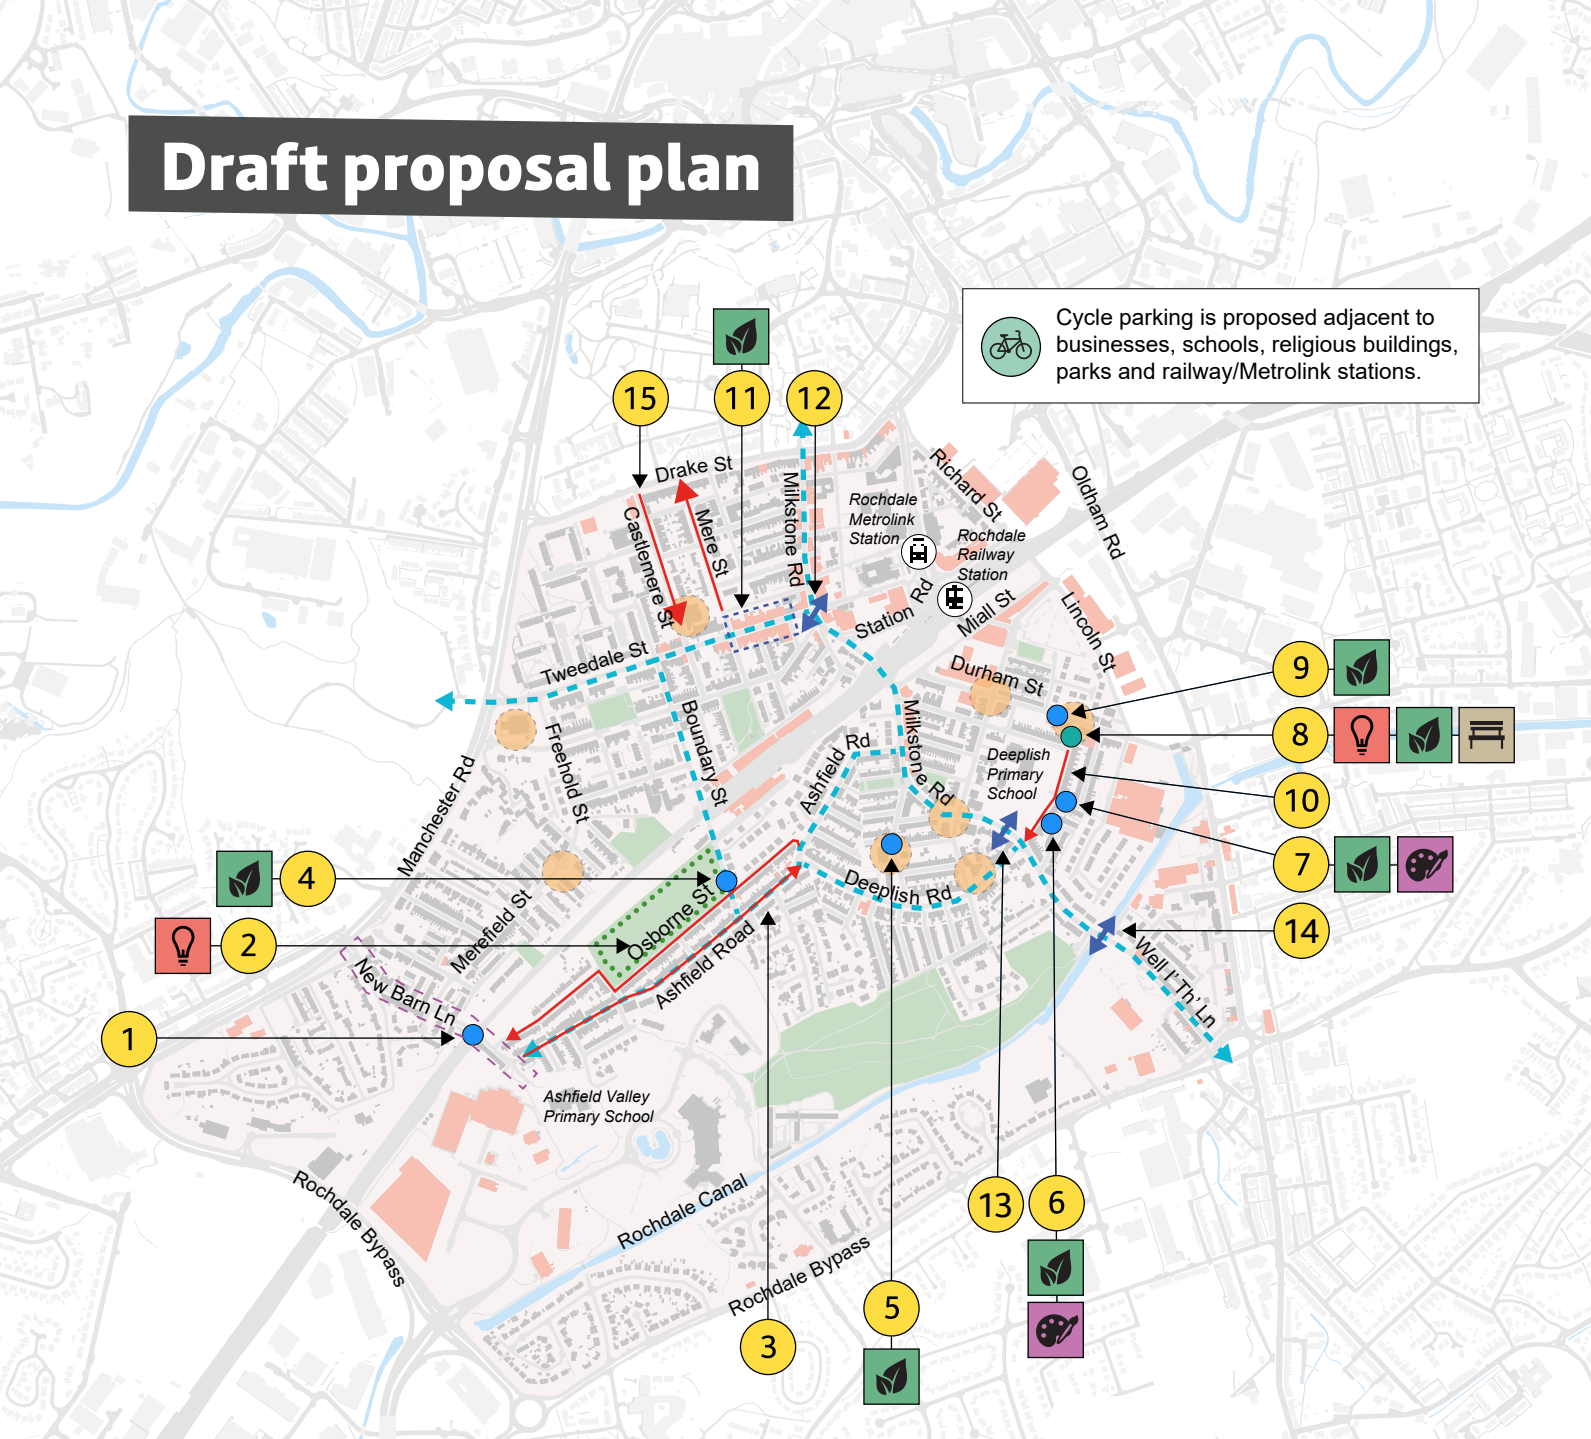 Draft proposal plan
Cycle parking is proposed adjacent to
businesses, schools, religious buildings,
parks and railway/Metrolink stations.
15
11
12
Drake St
Richard St
Oldham Rd
Milkstone Rd
Castlemere St
Mere St
Rochdale
Metrolink
Station
Rochdale
Railway
Station
Station Rd
Miall St
Lincoln St
Tweedale St
Durham St
9
8
10
7
14
Boundary St
Freehold St
Manchester Rd
Ashfield Rd
Milkstone Rd
Deeplish
Primary
School
4
2
Deeplish Rd
Merefield St
Osborne St
Ashfield Road
New Barn Ln
Well I' Th' Ln
1
Ashfield Valley
Primary School
Rochdale Bypass
Rochdale Canal
Rochdale Bypass
13
6
5
3